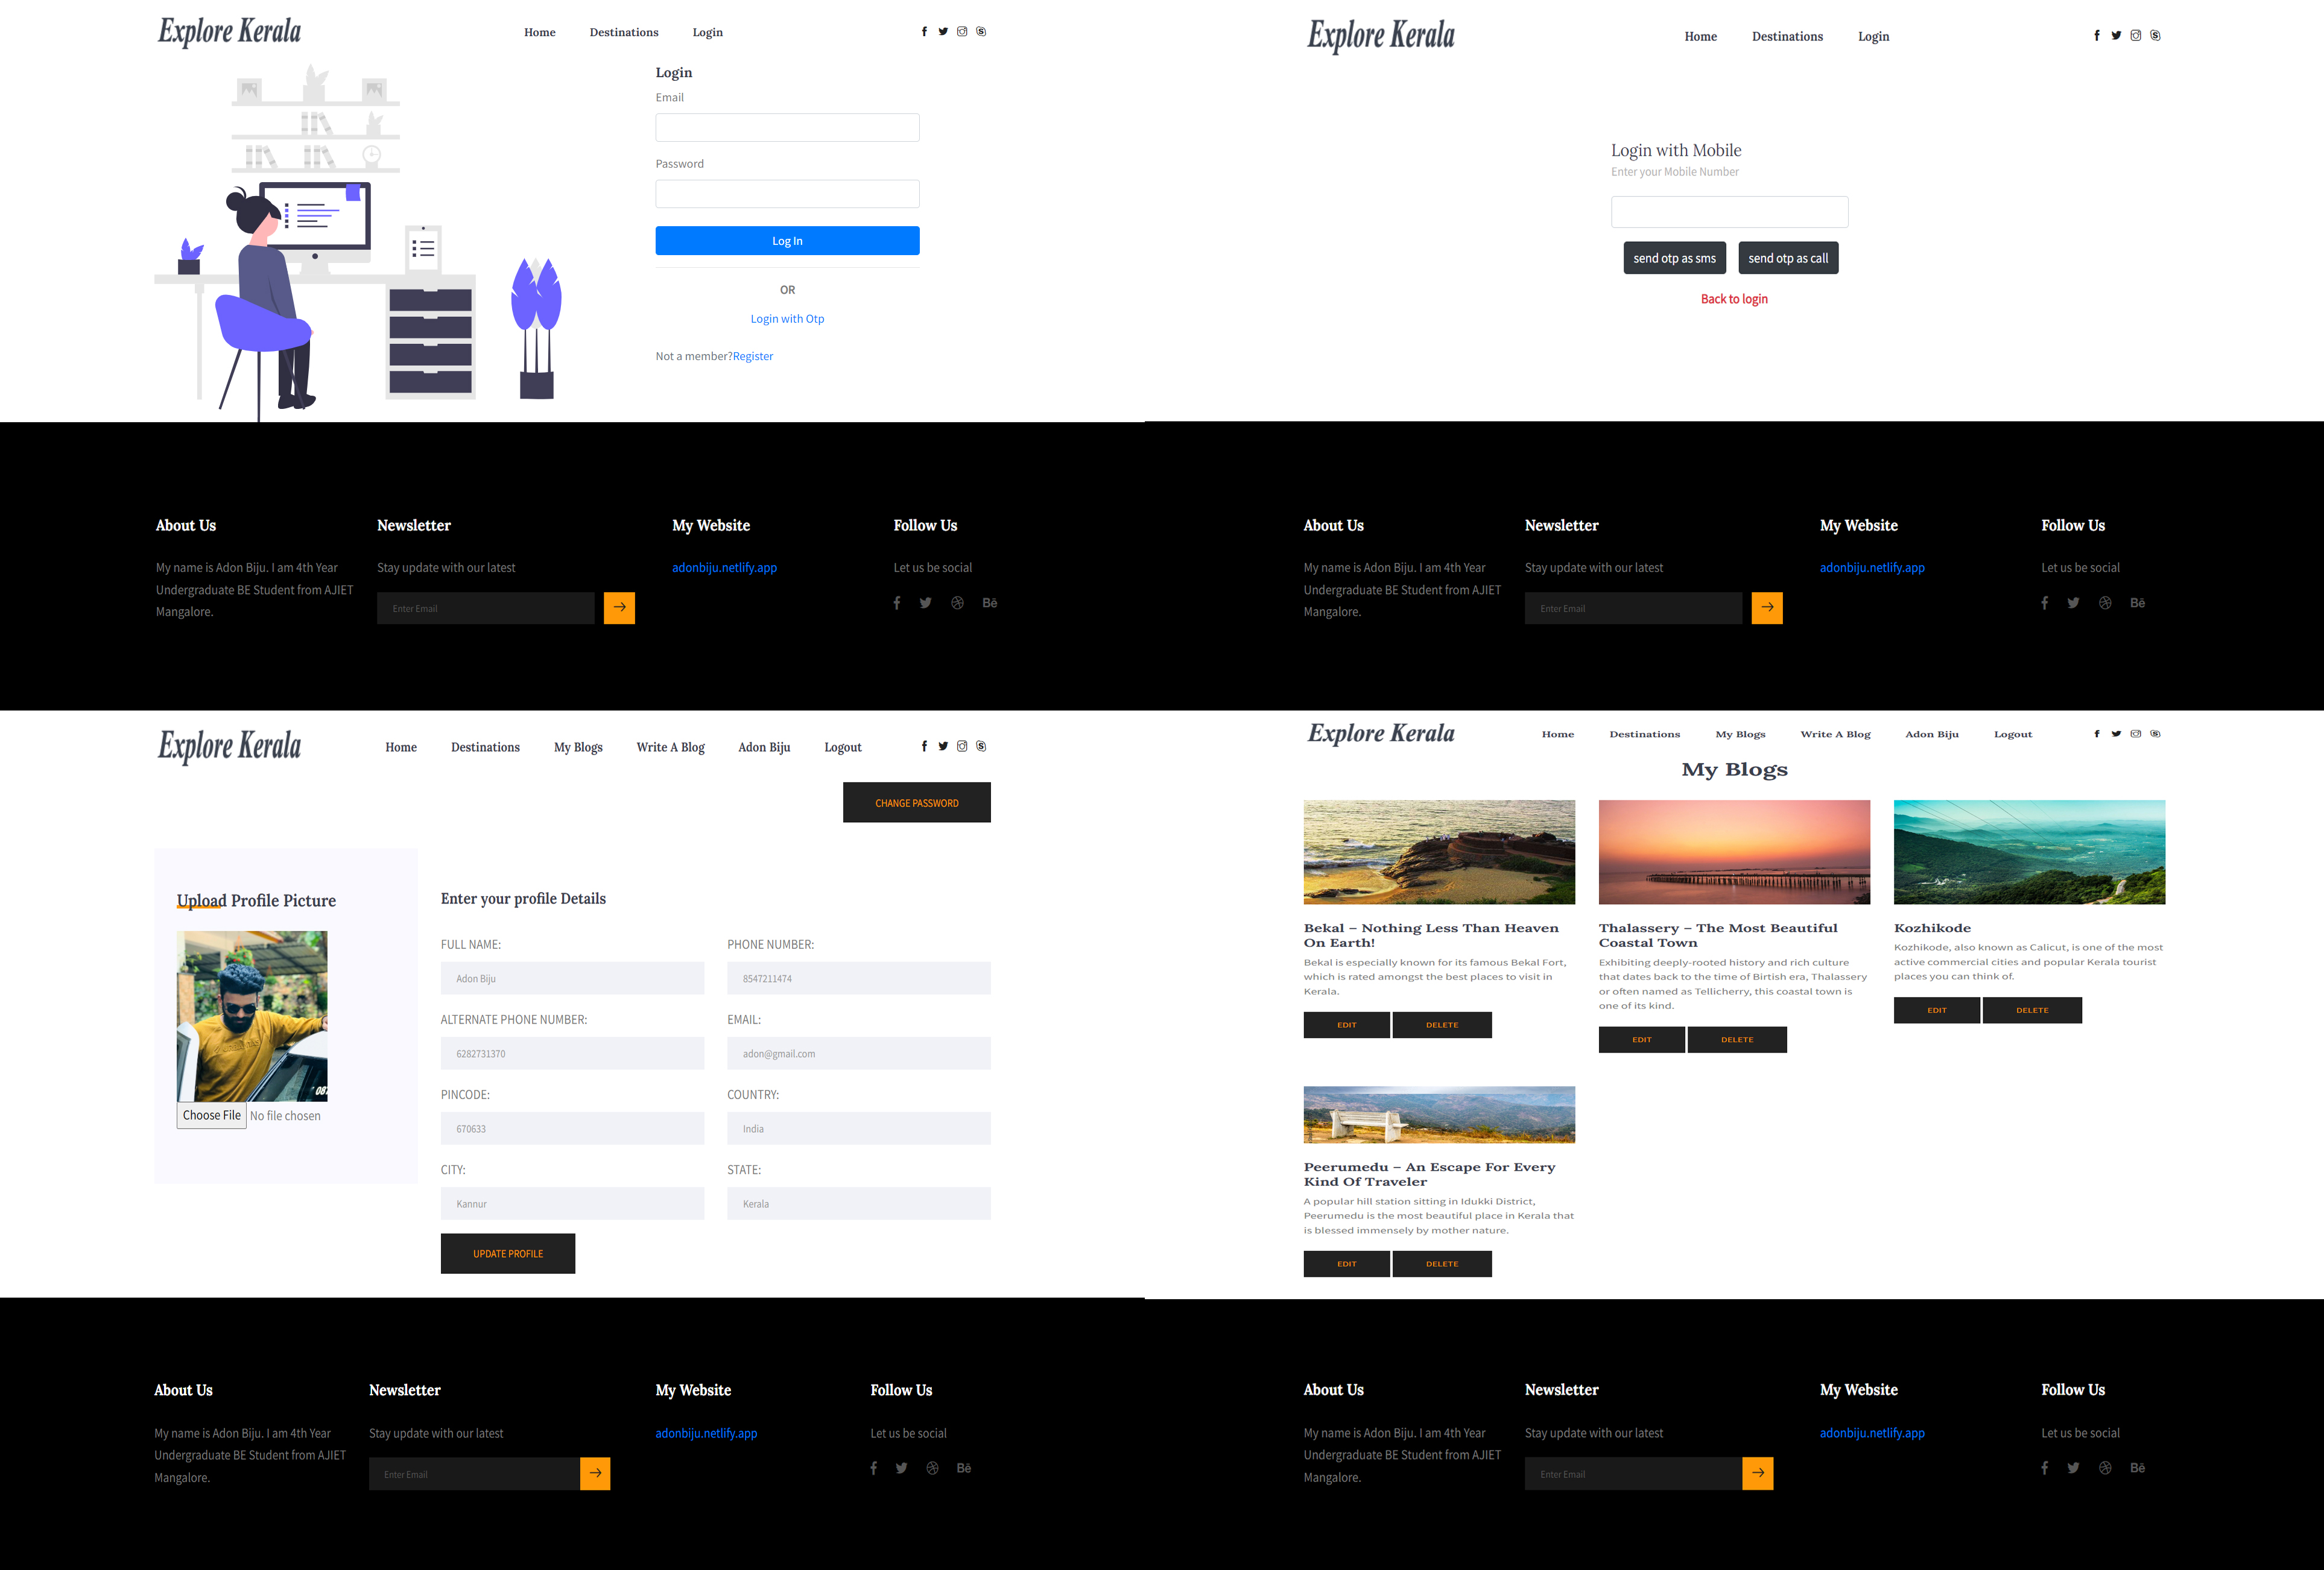 Explore Kerala
Home Destinations Login
Login
Email
Password
Log In
OR
Login with Otp
Not a member?Register
About Us
My name is Adon Biju. I am 4th Year
Undergraduate BE Student from AJIET
Mangalore.
Newsletter
Stay update with our latest
Enter Email
My Website
adonbiju.netlify.app
Follow Us
Let us be social
Explore Kerala
Home Destinations Login
Login with Mobile
Enter your Mobile Number
send otp as sms send otp as call
Back to login
About Us
My name is Adon Biju. I am 4th Year
Undergraduate BE Student from AJIET
Mangalore.
Newsletter
Stay update with our latest
Enter Email
My Website
adonbiju.netlify.app
Follow Us
Let us be social
Explore Kerala
Home Destinations My Blogs Write A Blog Adon Biju Logout
CHANGE PASSWORD
Upload Profile Picture
Choose File No file chosen
Enter your profile Details
FULL NAME: PHONE NUMBER:
Adon Biju 8547211474
ALTERNATE PHONE NUMBER: EMAIL:
6282731370 adon@gmail.com
PINCODE: COUNTRY:
670633 India
CITY: STATE:
Kannur Kerala
UPDATE PROFILE
About Us
My name is Adon Biju. I am 4th Year
Undergraduate BE Student from AJIET
Mangalore.
Newsletter
Stay update with our latest
Enter Email
My Website
adonbiju.netlify.app
Follow Us
Let us be social
Explore Kerala
Home Destinations My Blogs Write A Blog Adon Biju Logout
My Blogs
Bekal – Nothing Less Than Heaven
On Earth!
Bekal is especially known for its famous Bekal Fort,
which is rated amongst the best places to visit in
Kerala.
EDIT DELETE
Thalassery – The Most Beautiful
Coastal Town
Exhibiting deeply-rooted history and rich culture
that dates back to the time of Birtish era, Thalassery
or often named as Tellicherry, this coastal town is
one of its kind.
EDIT DELETE
Kozhikode
Kozhikode, also known as Calicut, is one of the most
active commercial cities and popular Kerala tourist
places you can think of.
EDIT DELETE
Peerumedu – An Escape For Every
Kind Of Traveler
A popular hill station sitting in Idukki District,
Peerumedu is the most beautiful place in Kerala that
is blessed immensely by mother nature.
EDIT DELETE
About Us
My name is Adon Biju. I am 4th Year
Undergraduate BE Student from AJIET
Mangalore.
Newsletter
Stay update with our latest
Enter Email
My Website
adonbiju.netlify.app
Follow Us
Let us be social